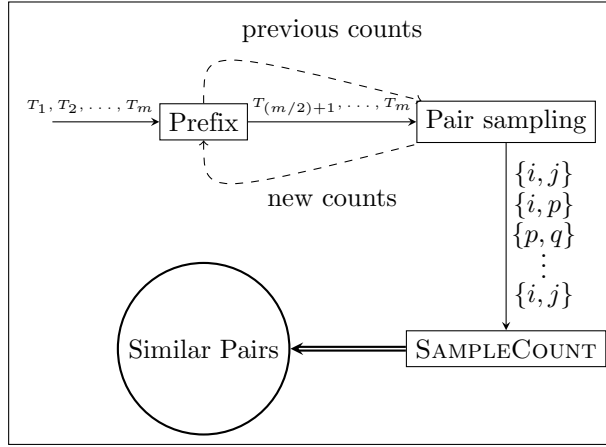 previous counts
T₁, T₂, . . . , Tₘ
Prefix
T₍ₘ/₂₎₊₁, . . . , Tₘ
Pair sampling
new counts
{i, j}
{i, p}
{p, q}
⋮
{i, j}
Similar Pairs
SAMPLECOUNT